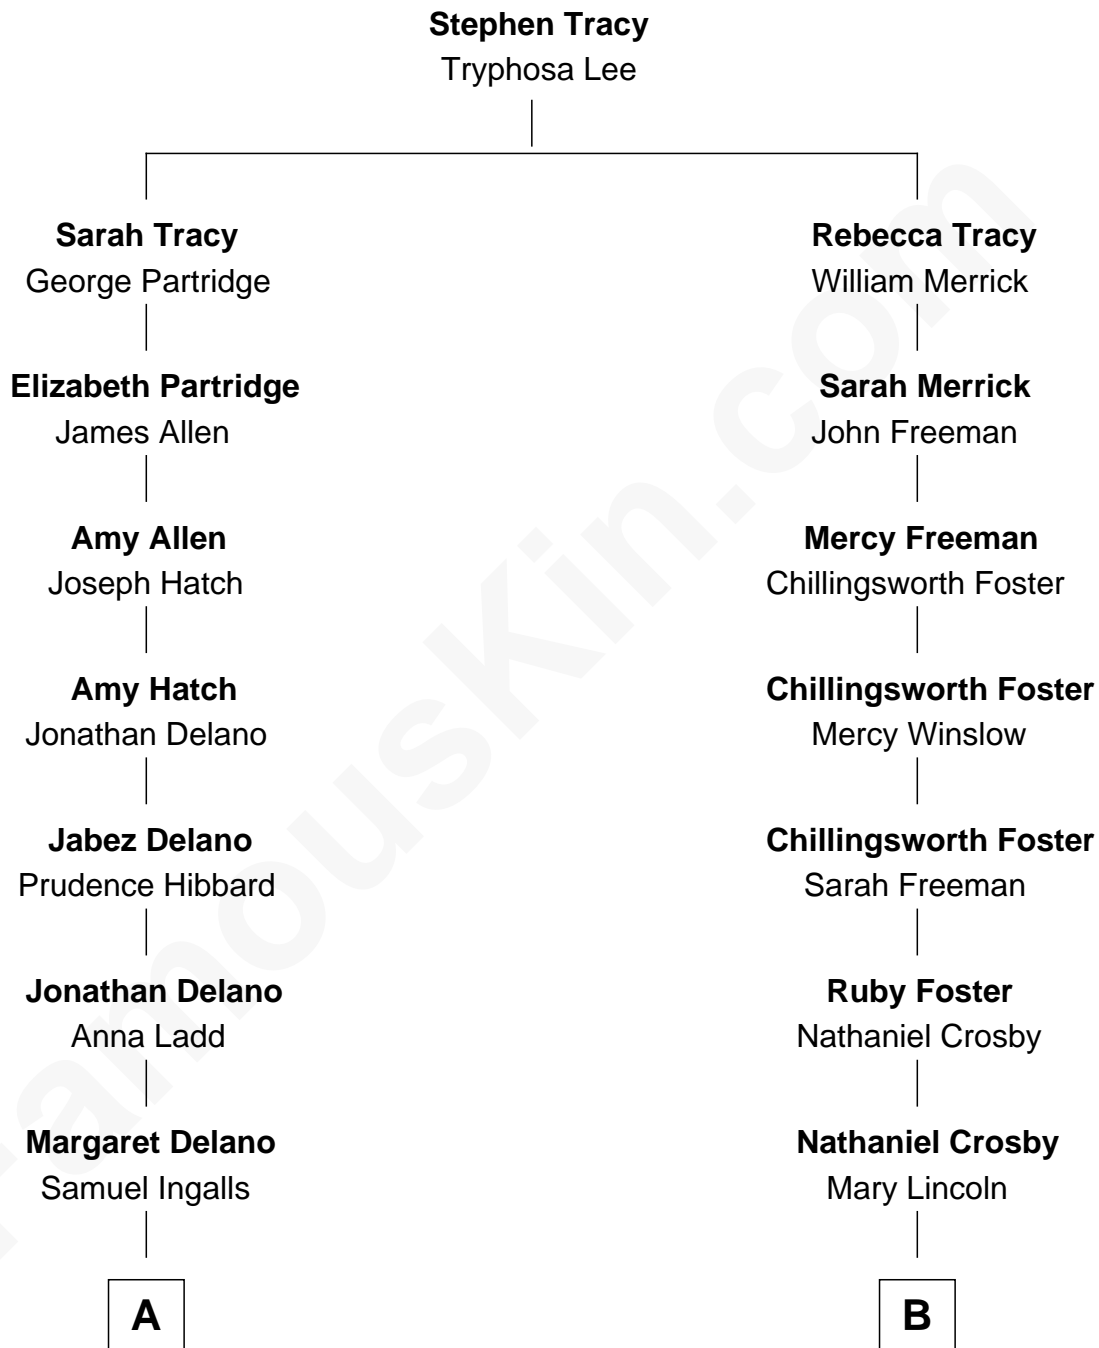 Stephen Tracy
Tryphosa Lee
Sarah Tracy
George Partridge
Rebecca Tracy
William Merrick
Elizabeth Partridge
James Allen
Sarah Merrick
John Freeman
Amy Allen
Joseph Hatch
Mercy Freeman
Chillingsworth Foster
Amy Hatch
Jonathan Delano
Chillingsworth Foster
Mercy Winslow
Jabez Delano
Prudence Hibbard
Chillingsworth Foster
Sarah Freeman
Jonathan Delano
Anna Ladd
Ruby Foster
Nathaniel Crosby
Margaret Delano
Samuel Ingalls
Nathaniel Crosby
Mary Lincoln
A
B
FamousKin.com